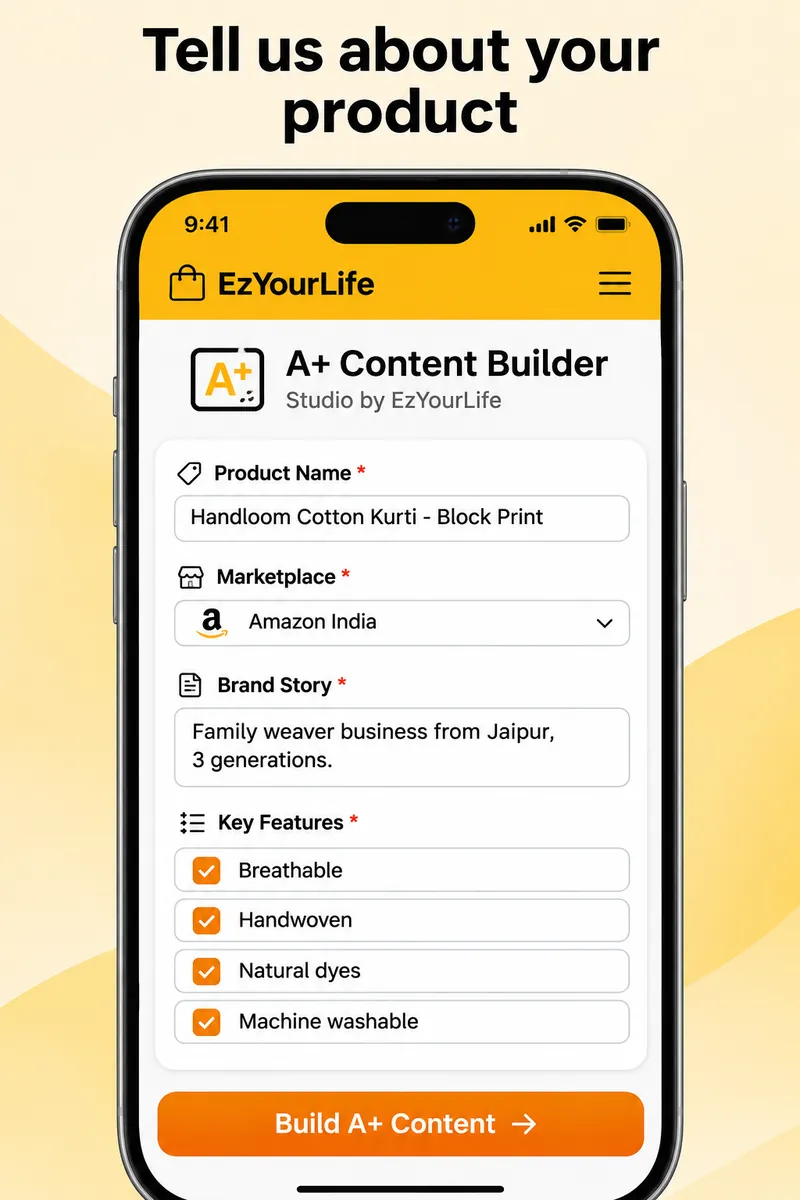 Tell us about your
product
9:41
EzYourLife
A+
A+ Content Builder
Studio by EzYourLife
Product Name *
Handloom Cotton Kurti - Block Print
Marketplace *
a
Amazon India
Brand Story *
Family weaver business from Jaipur,
3 generations.
Key Features *
Breathable
Handwoven
Natural dyes
Machine washable
Build A+ Content →